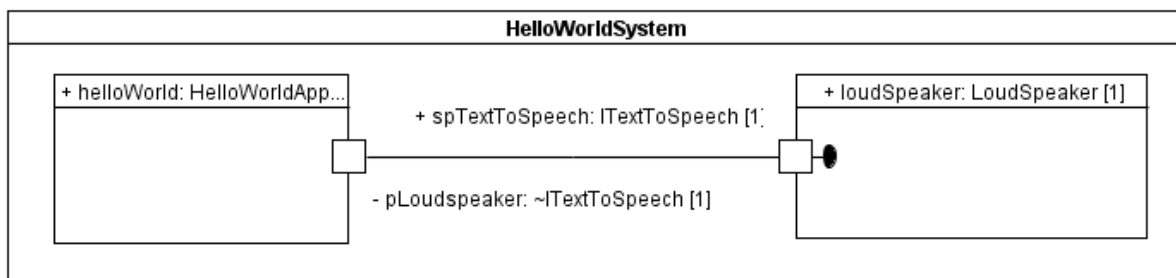 HelloWorldSystem
+ helloWorld: HelloWorldApp...
+ loudSpeaker: LoudSpeaker [1]
+ spTextToSpeech: ITextToSpeech [1]
- pLoudspeaker: ~ITextToSpeech [1]